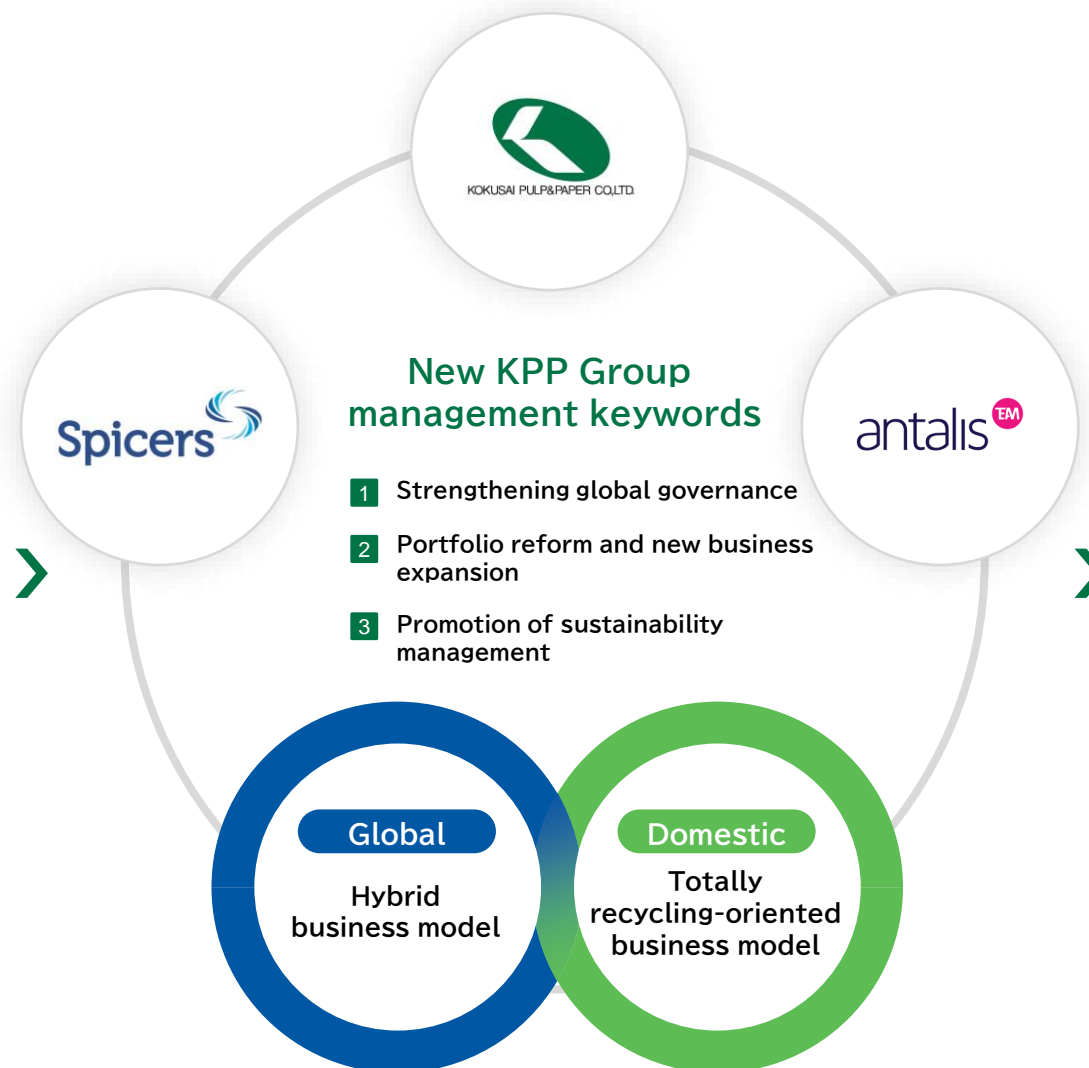 KOKUSAI PULP&PAPER CO.,LTD.
Spicers
antalis TM
New KPP Group
management keywords
1 Strengthening global governance
2 Portfolio reform and new business
expansion
3 Promotion of sustainability
management
Global
Hybrid
business model
Domestic
Totally
recycling-oriented
business model